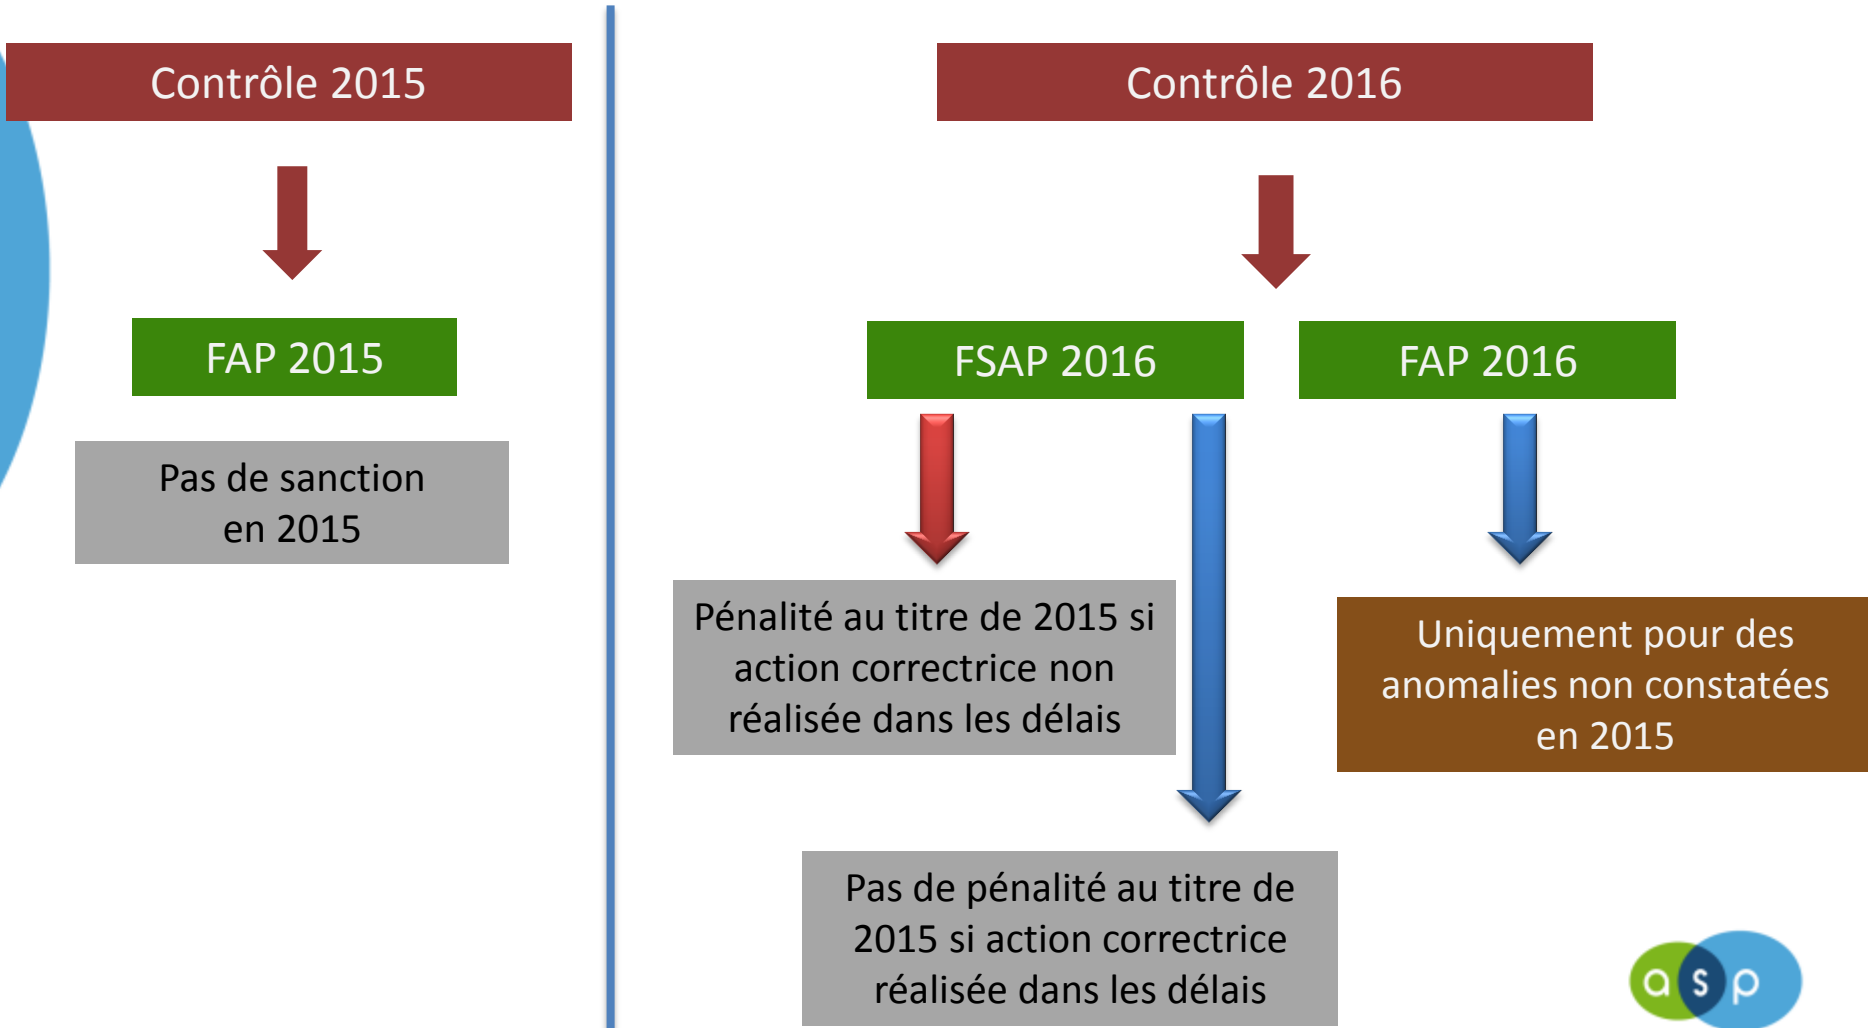 Contrôle 2015
FAP 2015
Pas de sanction
en 2015
Contrôle 2016
FSAP 2016
FAP 2016
Pénalité au titre de 2015 si
action correctrice non
réalisée dans les délais
Uniquement pour des
anomalies non constatées
en 2015
Pas de pénalité au titre de
2015 si action correctrice
réalisée dans les délais
asp